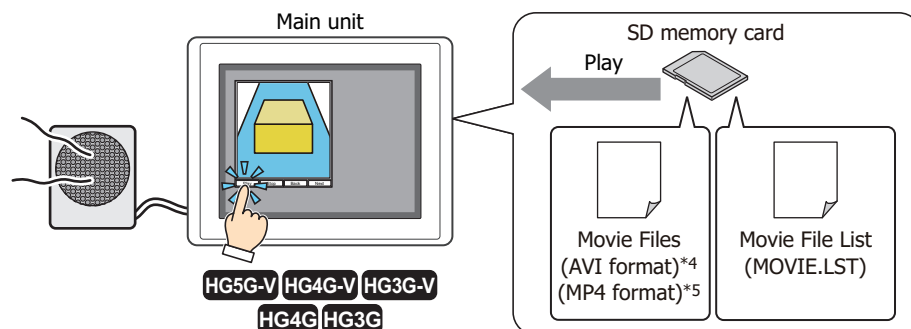 Main unit
SD memory card
Play
Stop Back Next
Movie Files
(AVI format)*4
(MP4 format)*5
Movie File List
(MOVIE.LST)
HG5G-V HG4G-V HG3G-V
HG4G HG3G